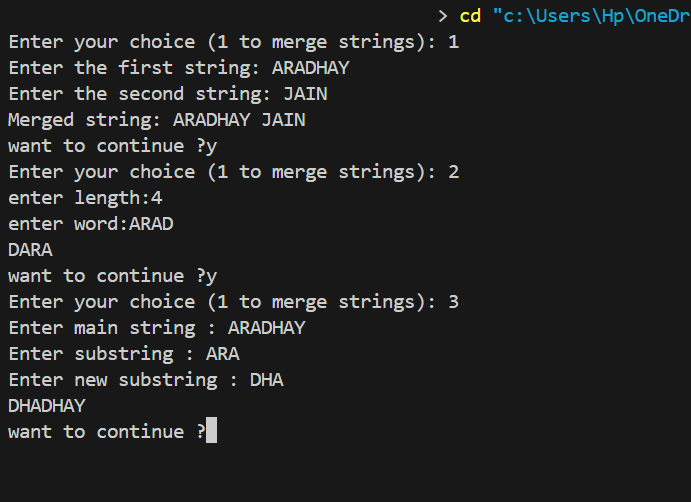 > cd "c:\Users\Hp\OneDr
Enter your choice (1 to merge strings): 1
Enter the first string: ARADHAY
Enter the second string: JAIN
Merged string: ARADHAY JAIN
want to continue ?y
Enter your choice (1 to merge strings): 2
enter length:4
enter word:ARAD
DARA
want to continue ?y
Enter your choice (1 to merge strings): 3
Enter main string : ARADHAY
Enter substring : ARA
Enter new substring : DHA
DHADHAY
want to continue ?